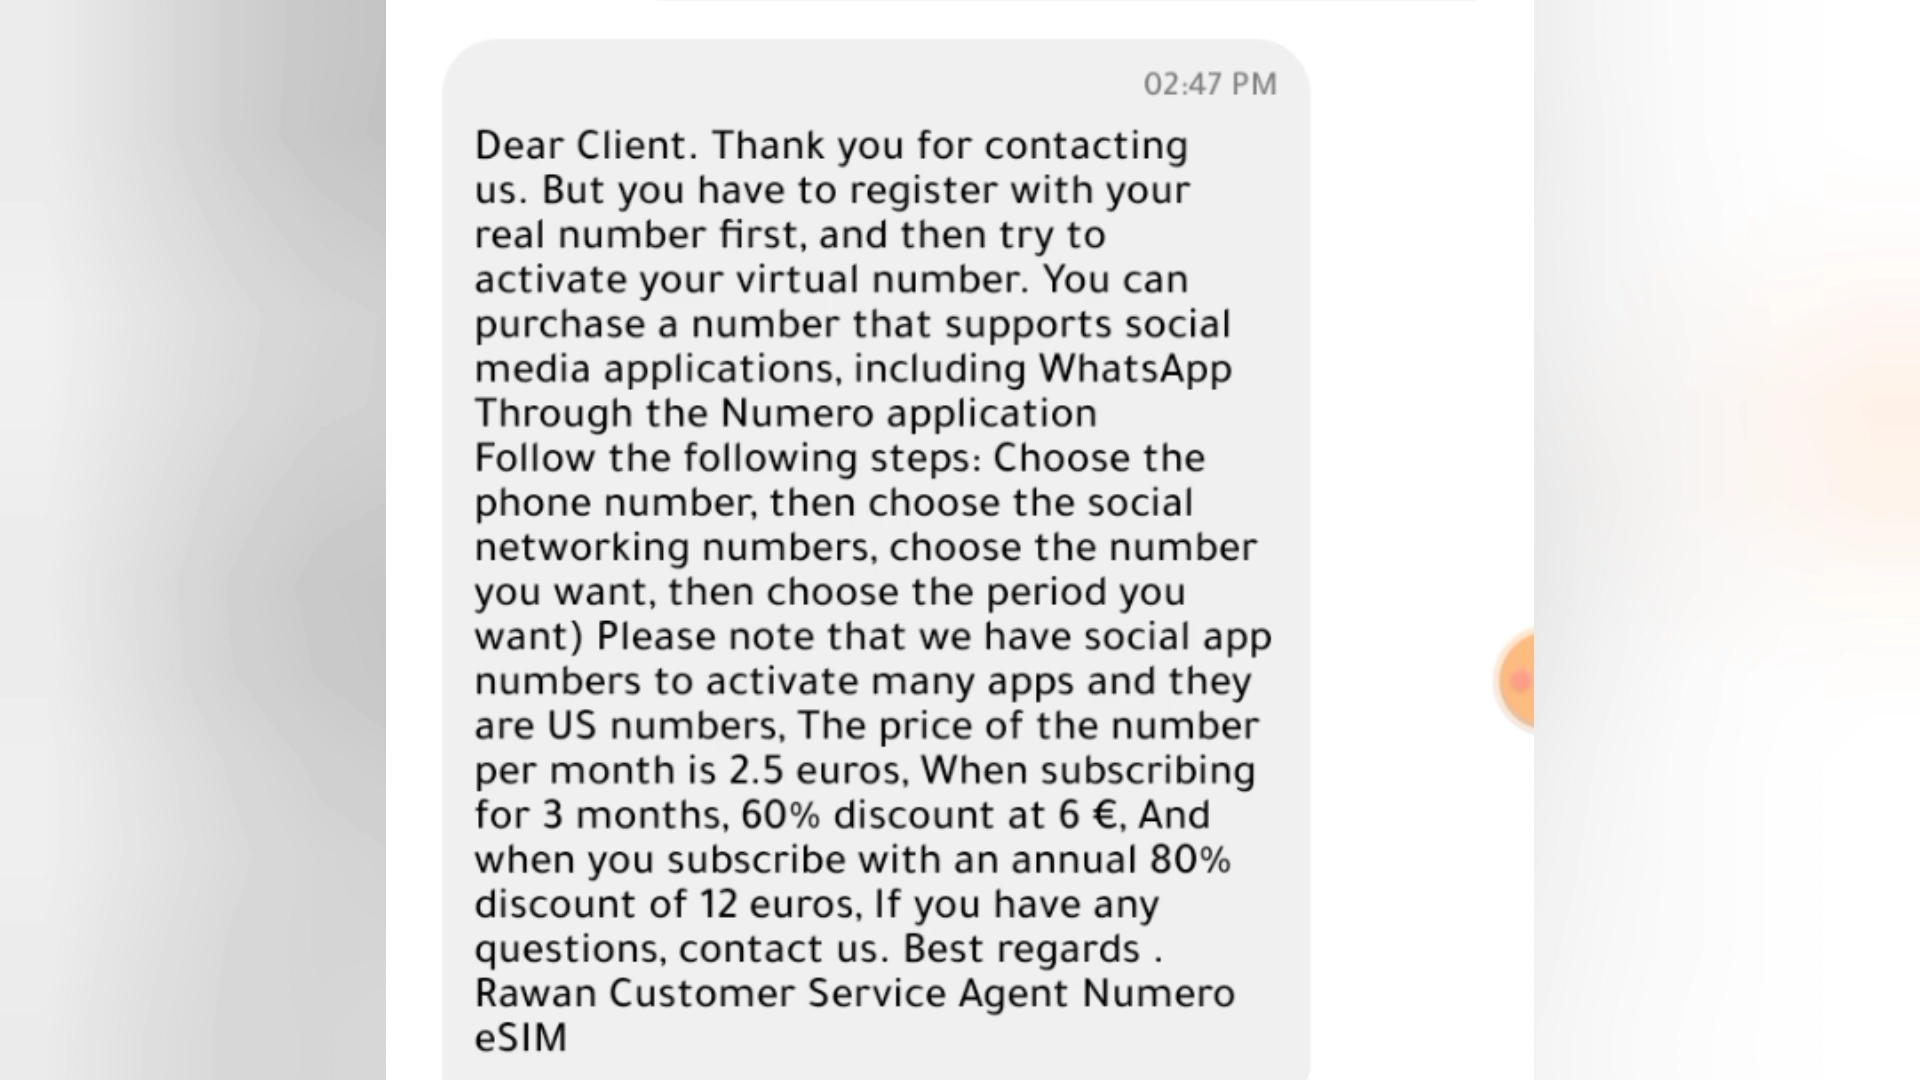 02:47 PM
Dear Client. Thank you for contacting
us. But you have to register with your
real number first, and then try to
activate your virtual number. You can
purchase a number that supports social
media applications, including WhatsApp
Through the Numero application
Follow the following steps: Choose the
phone number, then choose the social
networking numbers, choose the number
you want, then choose the period you
want) Please note that we have social app
numbers to activate many apps and they
are US numbers, The price of the number
per month is 2.5 euros, When subscribing
for 3 months, 60% discount at 6 €, And
when you subscribe with an annual 80%
discount of 12 euros, If you have any
questions, contact us. Best regards .
Rawan Customer Service Agent Numero
eSIM